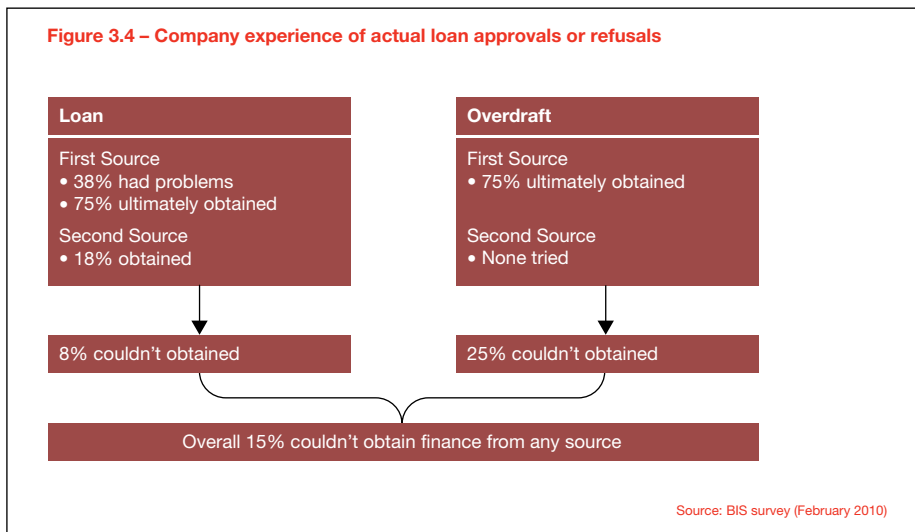 Figure 3.4 – Company experience of actual loan approvals or refusals
Loan
First Source
• 38% had problems
• 75% ultimately obtained
Second Source
• 18% obtained
Overdraft
First Source
• 75% ultimately obtained
Second Source
• None tried
8% couldn't obtained
25% couldn't obtained
Overall 15% couldn't obtain finance from any source
Source: BIS survey (February 2010)